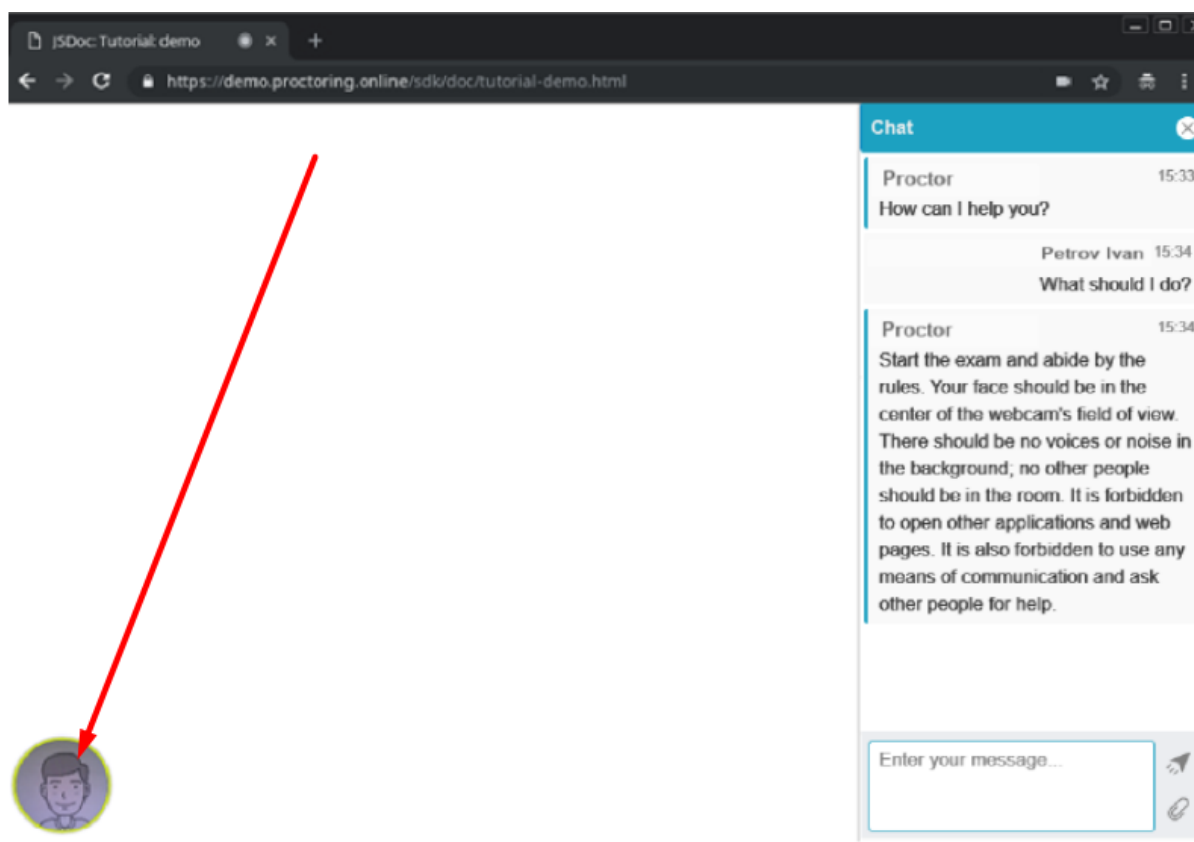 JSDoc: Tutorial: demo
https://demo.proctoring.online/sdk/doc/tutorial-demo.html
Chat
Proctor 15:33
How can I help you?
Petrov Ivan 15:34
What should I do?
Proctor 15:34
Start the exam and abide by the
rules. Your face should be in the
center of the webcam's field of view.
There should be no voices or noise in
the background; no other people
should be in the room. It is forbidden
to open other applications and web
pages. It is also forbidden to use any
means of communication and ask
other people for help.
Enter your message...